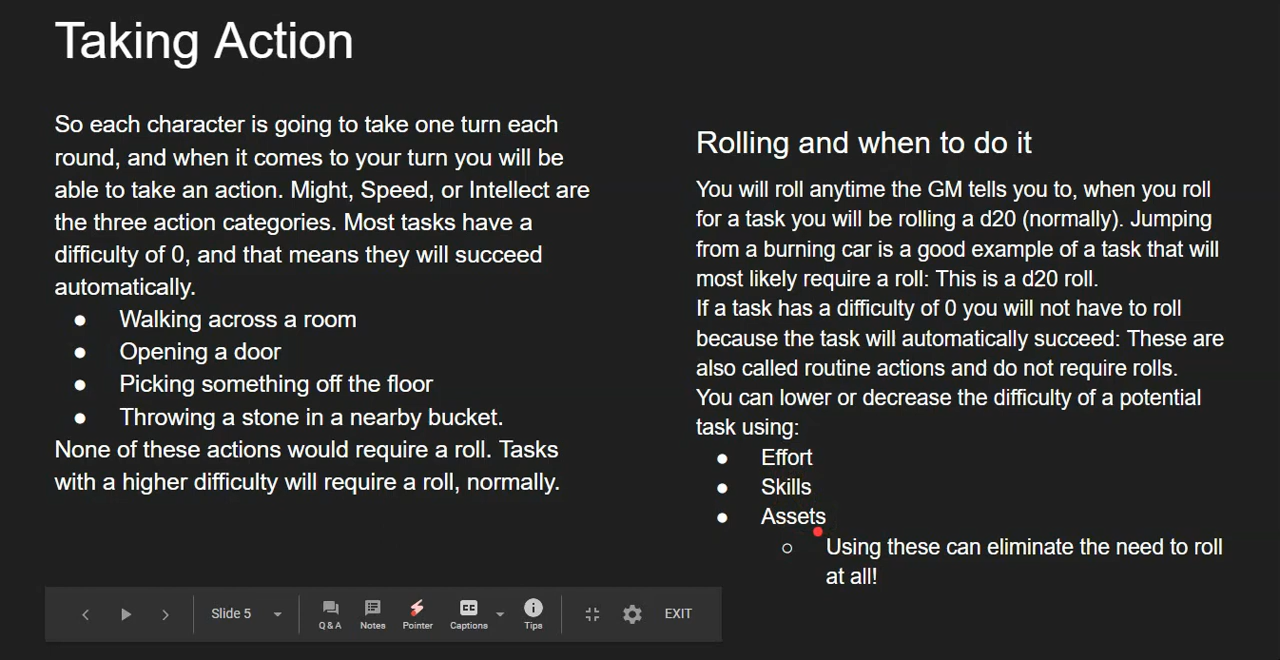 Taking Action
So each character is going to take one turn each
round, and when it comes to your turn you will be
able to take an action. Might, Speed, or Intellect are
the three action categories. Most tasks have a
difficulty of 0, and that means they will succeed
automatically.
● Walking across a room
● Opening a door
● Picking something off the floor
● Throwing a stone in a nearby bucket.
None of these actions would require a roll. Tasks
with a higher difficulty will require a roll, normally.
Rolling and when to do it
You will roll anytime the GM tells you to, when you roll
for a task you will be rolling a d20 (normally). Jumping
from a burning car is a good example of a task that will
most likely require a roll: This is a d20 roll.
If a task has a difficulty of 0 you will not have to roll
because the task will automatically succeed: These are
also called routine actions and do not require rolls.
You can lower or decrease the difficulty of a potential
task using:
● Effort
● Skills
● Assets
○ Using these can eliminate the need to roll
at all!
Slide 5
Q & A
Notes
Pointer
CC
Captions
Tips
EXIT